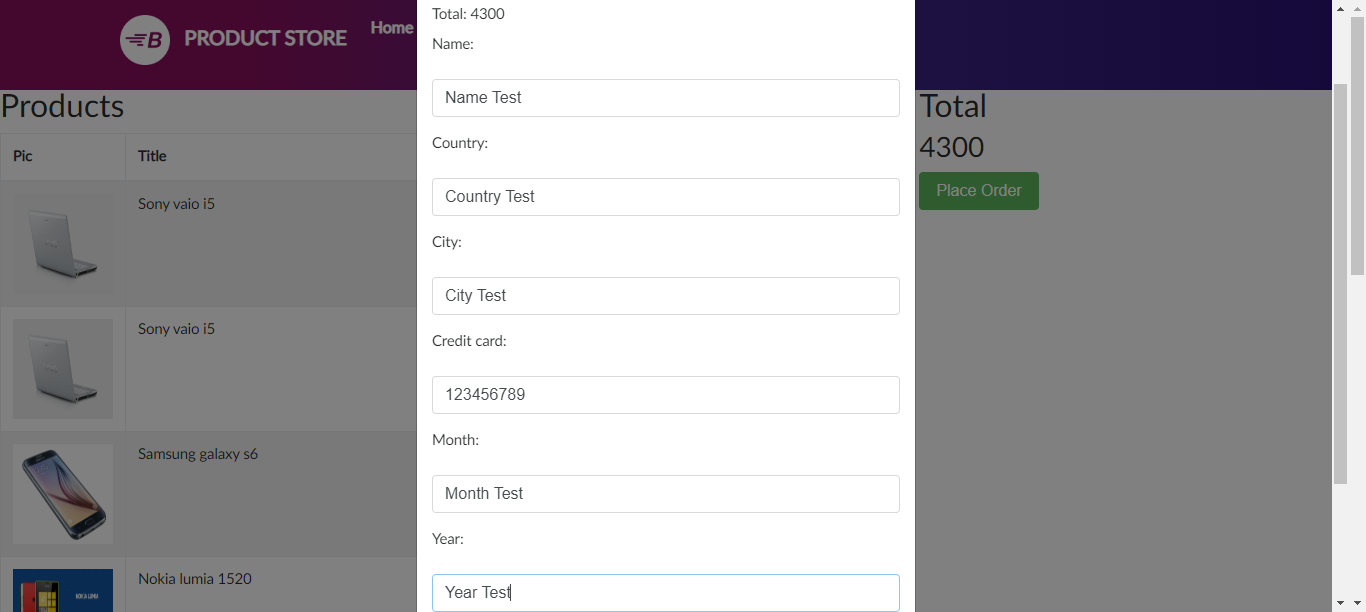 B PRODUCT STORE
Home
Products
Pic
Title
Sony vaio i5
Sony vaio i5
Samsung galaxy s6
Nokia lumia 1520
NOKIA LUMIA
Total: 4300
Name:
Name Test
Country:
Country Test
City:
City Test
Credit card:
123456789
Month:
Month Test
Year:
Year Test
Total
4300
Place Order